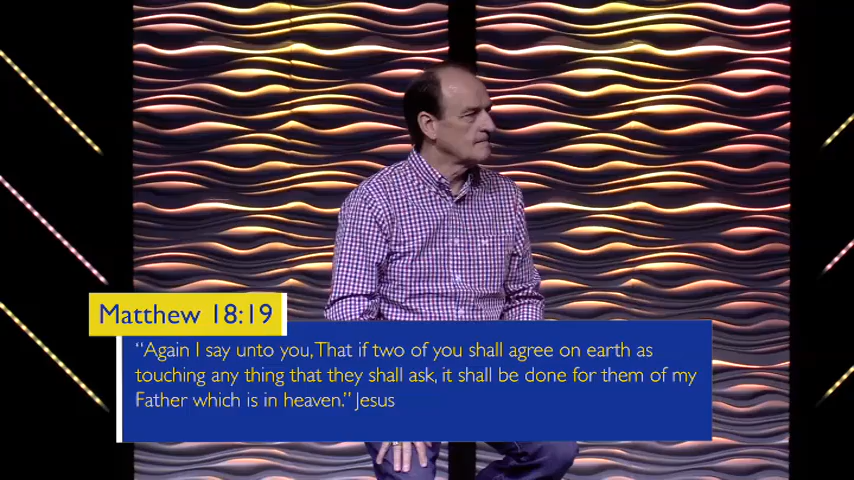 Matthew 18:19
“Again I say unto you, That if two of you shall agree on earth as
touching any thing that they shall ask, it shall be done for them of my
Father which is in heaven.” Jesus